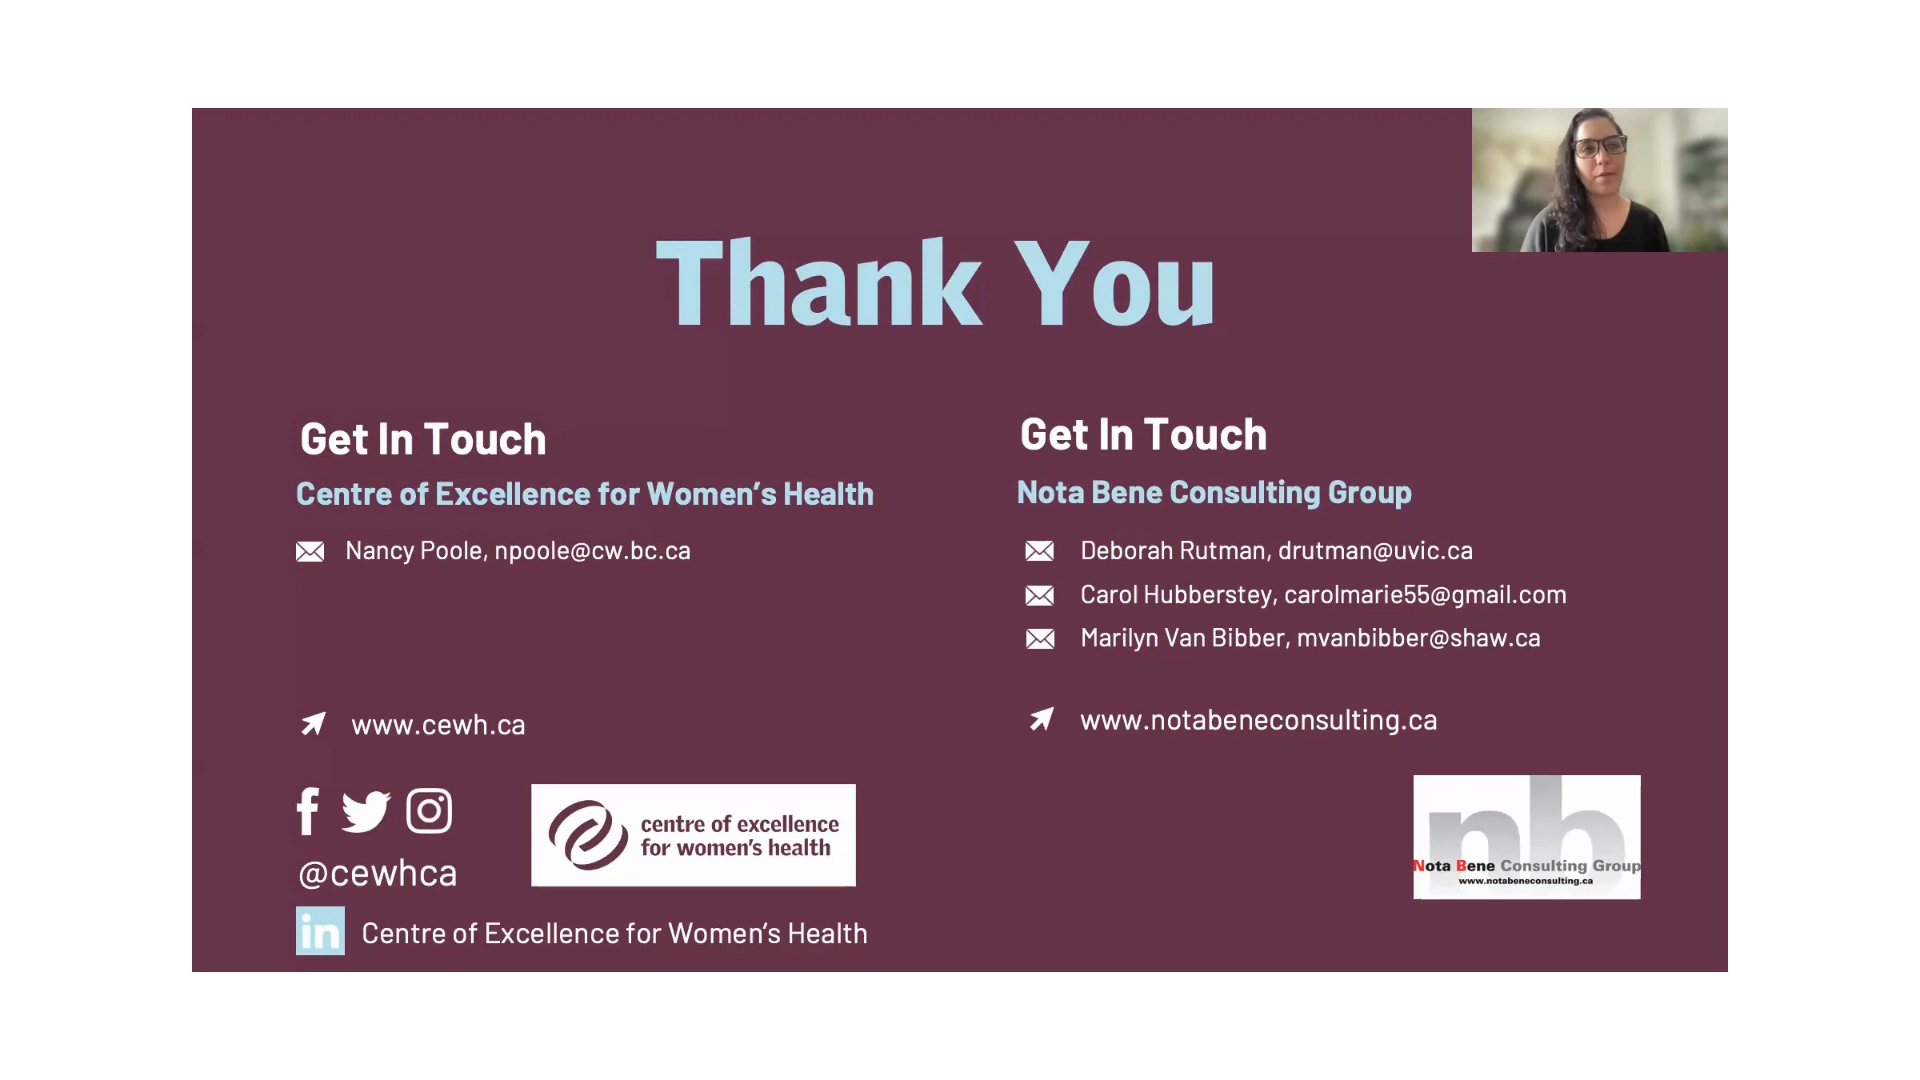 Thank You
Get In Touch
Centre of Excellence for Women’s Health
Nancy Poole, npoole@cw.bc.ca
www.cewh.ca
@cewhca
centre of excellence
for women's health
in Centre of Excellence for Women’s Health
Get In Touch
Nota Bene Consulting Group
Deborah Rutman, drutman@uvic.ca
Carol Hubberstey, carolmarie55@gmail.com
Marilyn Van Bibber, mvanbibber@shaw.ca
www.notabeneconsulting.ca
nb
Nota Bene Consulting Group
www.notabeneconsulting.ca